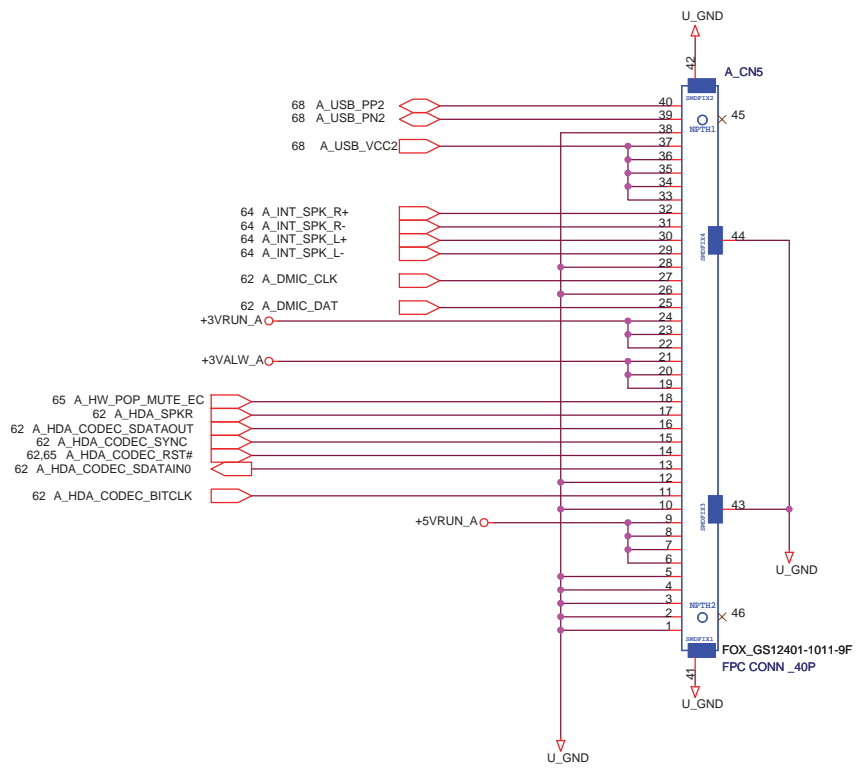 U_GND
42
A_CN5
SMDFIX2
68 A_USB_PP2 40
68 A_USB_PN2 39
45
38
NPTH1
68 A_USB_VCC2 37
36
35
34
33
64 A_INT_SPK_R+ 32
64 A_INT_SPK_R- 31
64 A_INT_SPK_L+ 30
44
SMDFIX4
64 A_INT_SPK_L- 29
28
62 A_DMIC_CLK 27
26
62 A_DMIC_DAT 25
+3VRUN_A 24
23
22
+3VALW_A 21
20
19
65 A_HW_POP_MUTE_EC 18
62 A_HDA_SPKR 17
62 A_HDA_CODEC_SDATAOUT 16
62 A_HDA_CODEC_SYNC 15
62,65 A_HDA_CODEC_RST# 14
62 A_HDA_CODEC_SDATAIN0 13
12
62 A_HDA_CODEC_BITCLK 11
10
43
SMDFIX3
+5VRUN_A 9
8
7
6
U_GND
5
4
3
NPTH2
2
46
1
SMDFIX1
FOX_GS12401-1011-9F
41
FPC CONN _40P
U_GND
U_GND